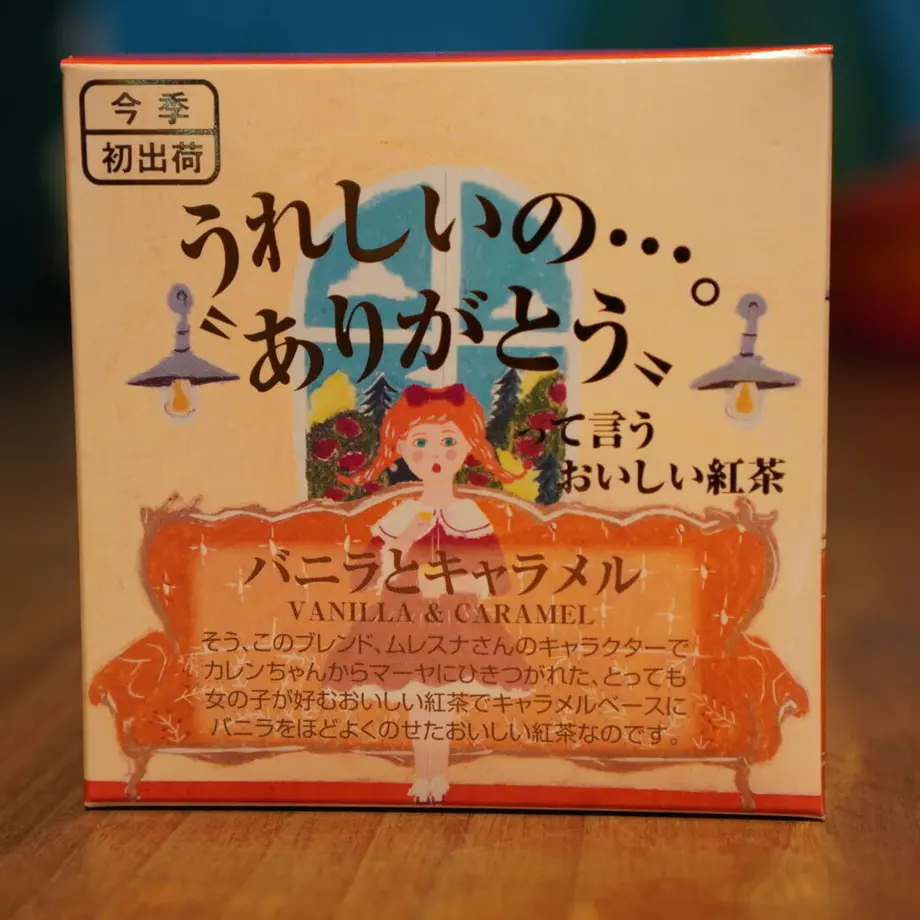 今季
初出荷
うれしいの…。
〝ありがとう〟
って言う
おいしい紅茶
バニラとキャラメル
VANILLA & CARAMEL
そう、このブレンド、ムレスナさんのキャラクターで
カレンちゃんからマーヤにひきつがれた、とっても
女の子が好むおいしい紅茶でキャラメルベースに
バニラをほどよくのせたおいしい紅茶なのです。